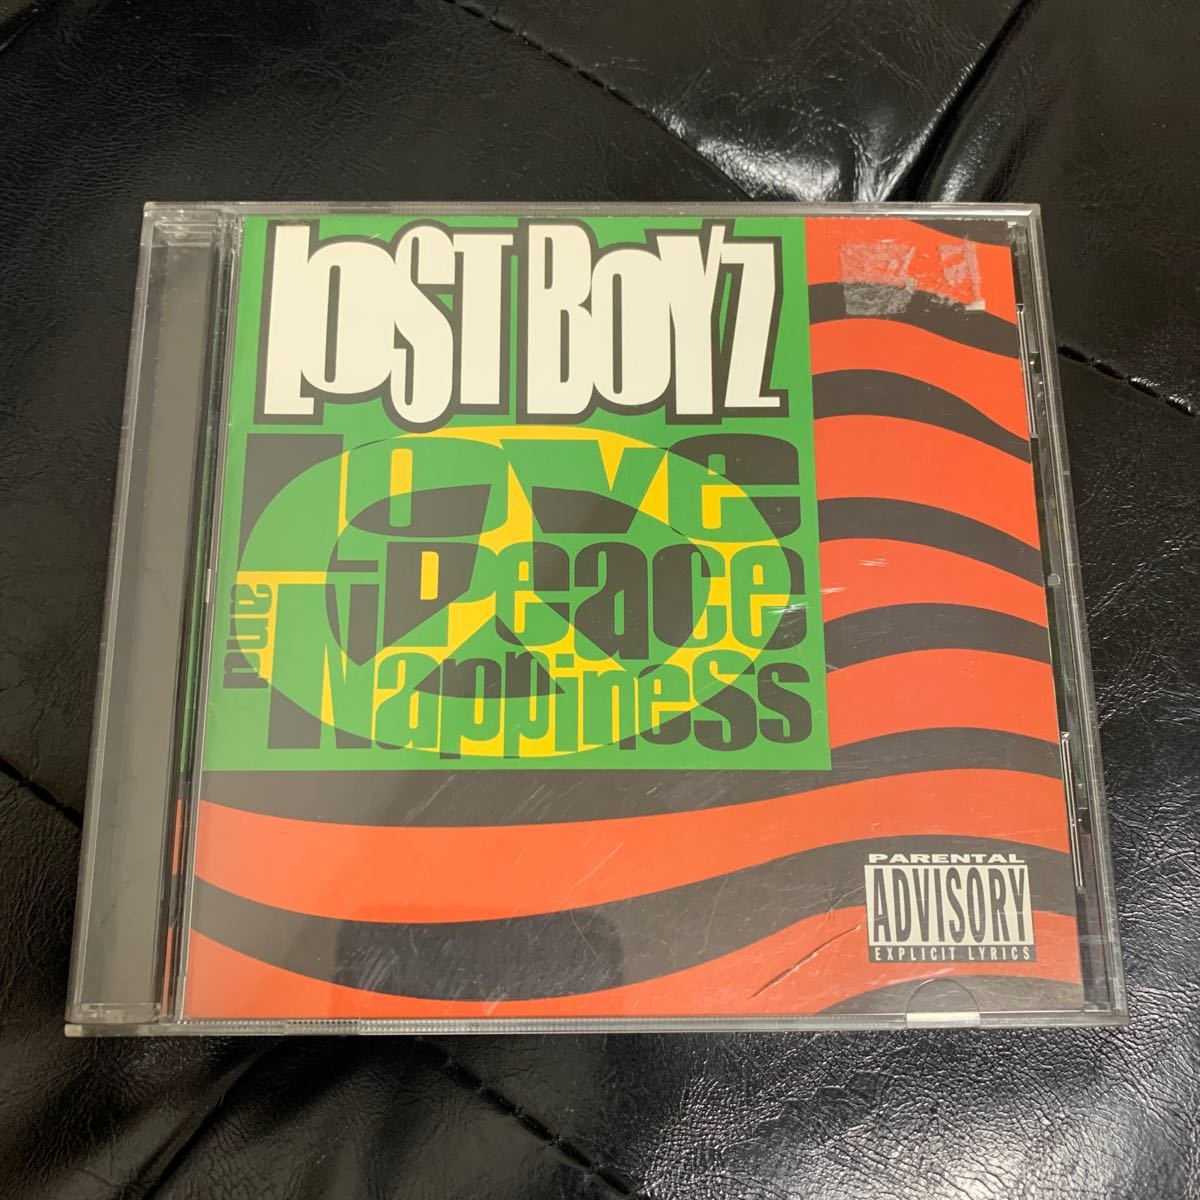 LOST BOYZ
love
Peace
and
Nappiness
PARENTAL
ADVISORY
EXPLICIT LYRICS